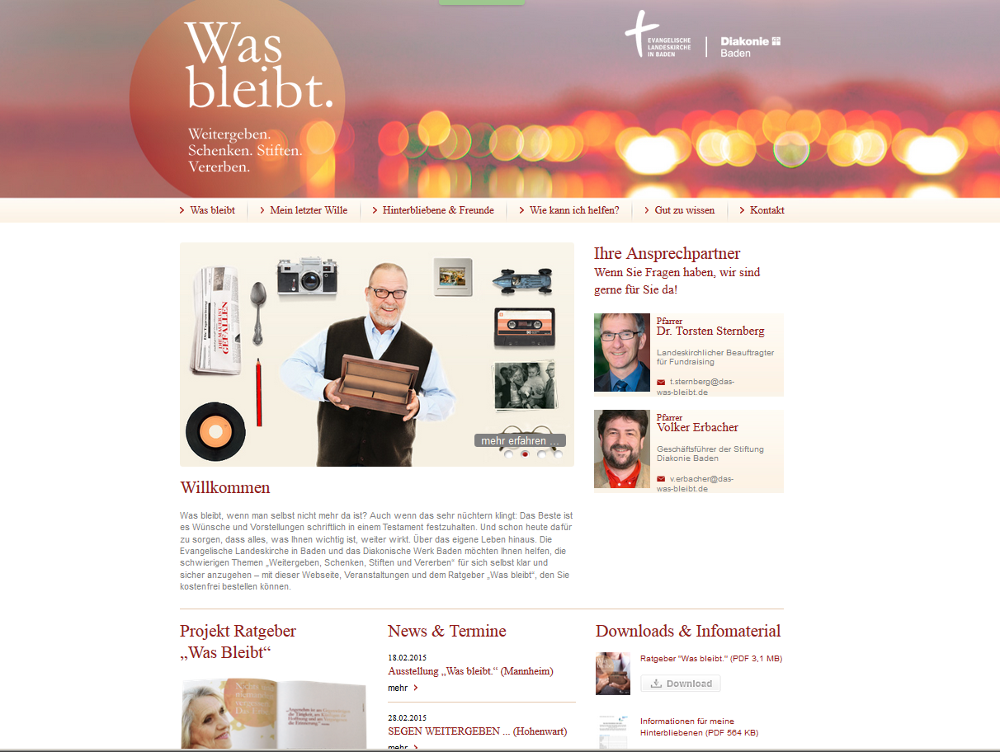 Was
bleibt.
Weitergeben.
Schenken. Stiften.
Vererben.
EVANGELISCHE
LANDESKIRCHE
IN BADEN
Diakonie
Baden
Was bleibt
Mein letzter Wille
Hinterbliebene & Freunde
Wie kann ich helfen?
Gut zu wissen
Kontakt
GEFALLEN
mehr erfahren ...
Ihre Ansprechpartner
Wenn Sie Fragen haben, wir sind
gerne für Sie da!
Pfarrer
Dr. Torsten Sternberg
Landeskirchlicher Beauftragter
für Fundraising
t.sternberg@das-
was-bleibt.de
Pfarrer
Volker Erbacher
Geschäftsführer der Stiftung
Diakonie Baden
v.erbacher@das-
was-bleibt.de
Willkommen
Was bleibt, wenn man selbst nicht mehr da ist? Auch wenn das sehr nüchtern klingt: Das Beste ist
es Wünsche und Vorstellungen schriftlich in einem Testament festzuhalten. Und schon heute dafür
zu sorgen, dass alles, was Ihnen wichtig ist, weiter wirkt. Über das eigene Leben hinaus. Die
Evangelische Landeskirche in Baden und das Diakonische Werk Baden möchten Ihnen helfen, die
schwierigen Themen „Weitergeben, Schenken, Stiften und Vererben“ für sich selbst klar und
sicher anzugehen – mit dieser Webseite, Veranstaltungen und dem Ratgeber „Was bleibt“, den Sie
kostenfrei bestellen können.
Projekt Ratgeber
„Was Bleibt“
News & Termine
18.02.2015
Ausstellung „Was bleibt.“ (Mannheim)
mehr
28.02.2015
SEGEN WEITERGEBEN ... (Hohenwart)
mehr
Downloads & Infomaterial
Ratgeber "Was bleibt." (PDF 3,1 MB)
Download
Informationen für meine
Hinterbliebenen (PDF 564 KB)